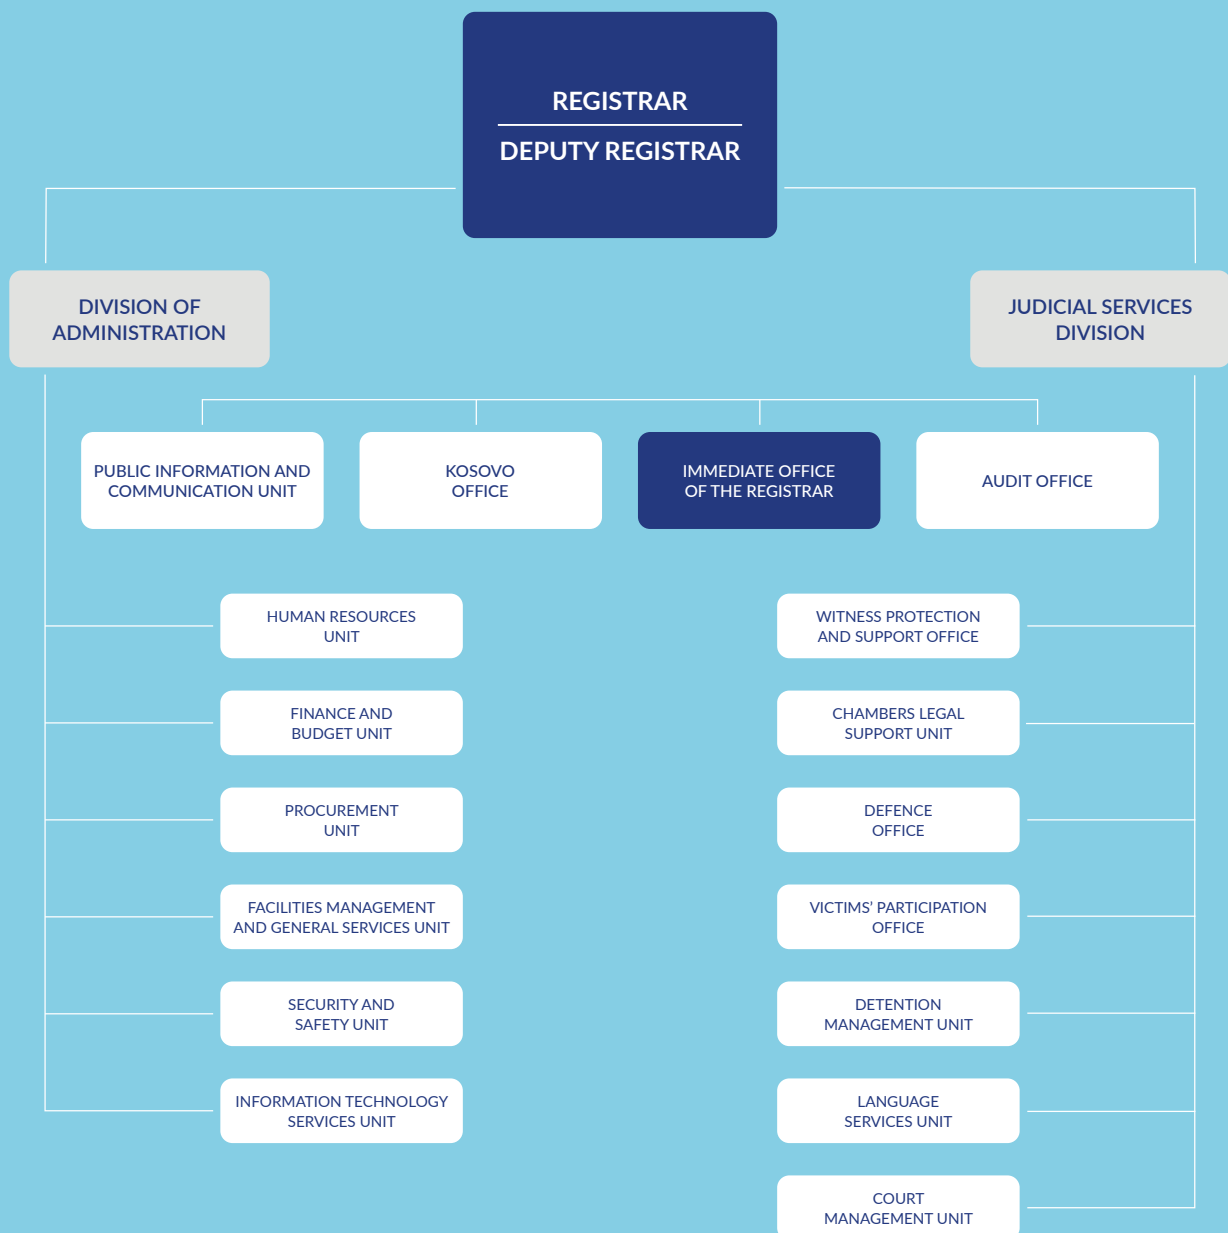 REGISTRAR
DEPUTY REGISTRAR
DIVISION OF
ADMINISTRATION
JUDICIAL SERVICES
DIVISION
PUBLIC INFORMATION AND
COMMUNICATION UNIT
KOSOVO
OFFICE
IMMEDIATE OFFICE
OF THE REGISTRAR
AUDIT OFFICE
HUMAN RESOURCES
UNIT
FINANCE AND
BUDGET UNIT
PROCUREMENT
UNIT
FACILITIES MANAGEMENT
AND GENERAL SERVICES UNIT
SECURITY AND
SAFETY UNIT
INFORMATION TECHNOLOGY
SERVICES UNIT
WITNESS PROTECTION
AND SUPPORT OFFICE
CHAMBERS LEGAL
SUPPORT UNIT
DEFENCE
OFFICE
VICTIMS’ PARTICIPATION
OFFICE
DETENTION
MANAGEMENT UNIT
LANGUAGE
SERVICES UNIT
COURT
MANAGEMENT UNIT